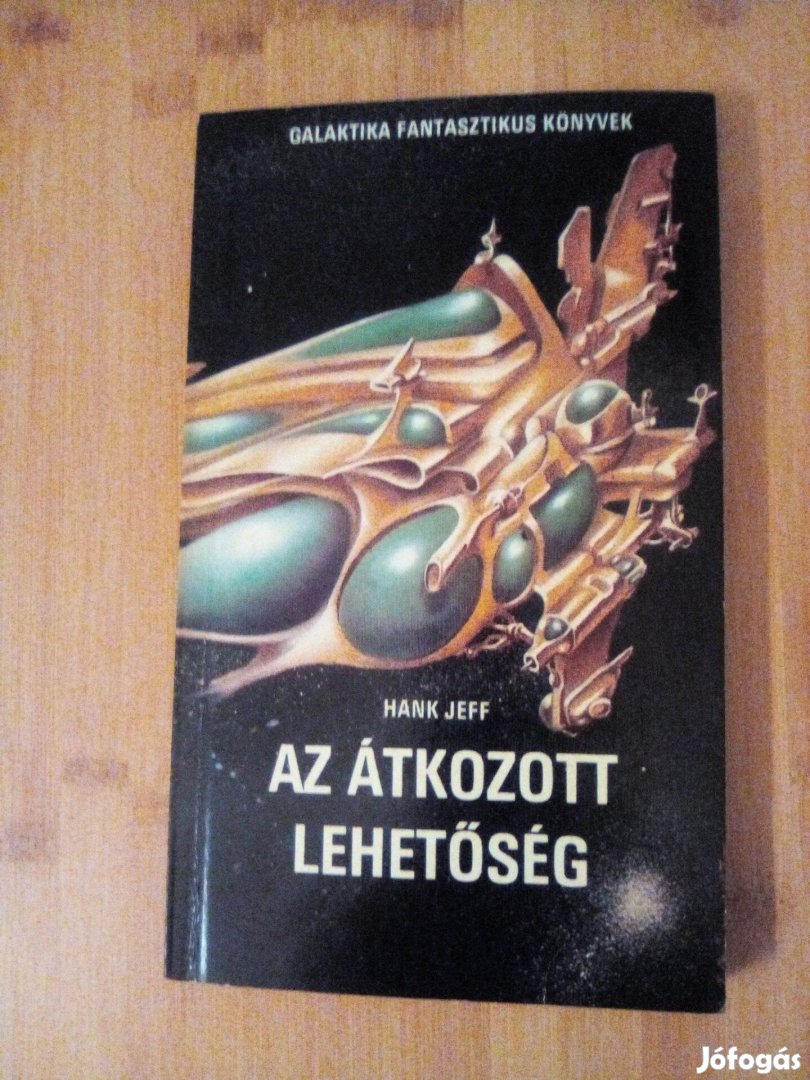 GALAKTIKA FANTASZTIKUS KÖNYVEK
HANK JEFF
AZ ÁTKOZOTT
LEHETŐSÉG
Jófogás